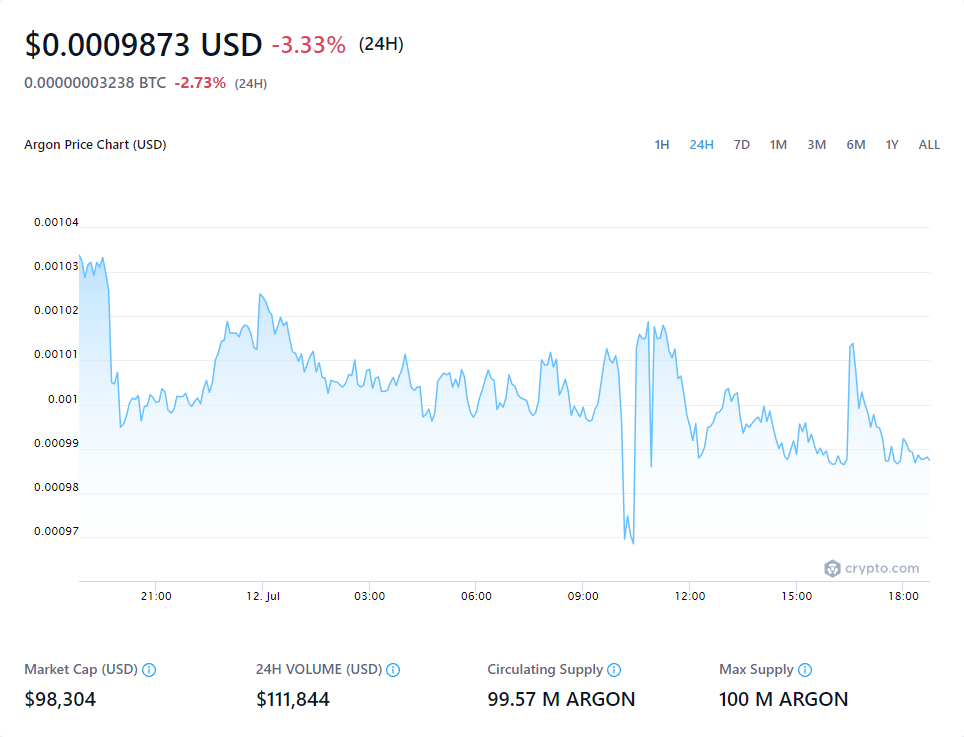 $0.0009873 USD -3.33% (24H)
0.00000003238 BTC -2.73% (24H)
Argon Price Chart (USD)
1H 24H 7D 1M 3M 6M 1Y ALL
0.00104
0.00103
0.00102
0.00101
0.001
0.00099
0.00098
0.00097
crypto.com
21:00 12. Jul 03:00 06:00 09:00 12:00 15:00 18:00
Market Cap (USD) 24H VOLUME (USD) Circulating Supply Max Supply
$98,304 $111,844 99.57 M ARGON 100 M ARGON